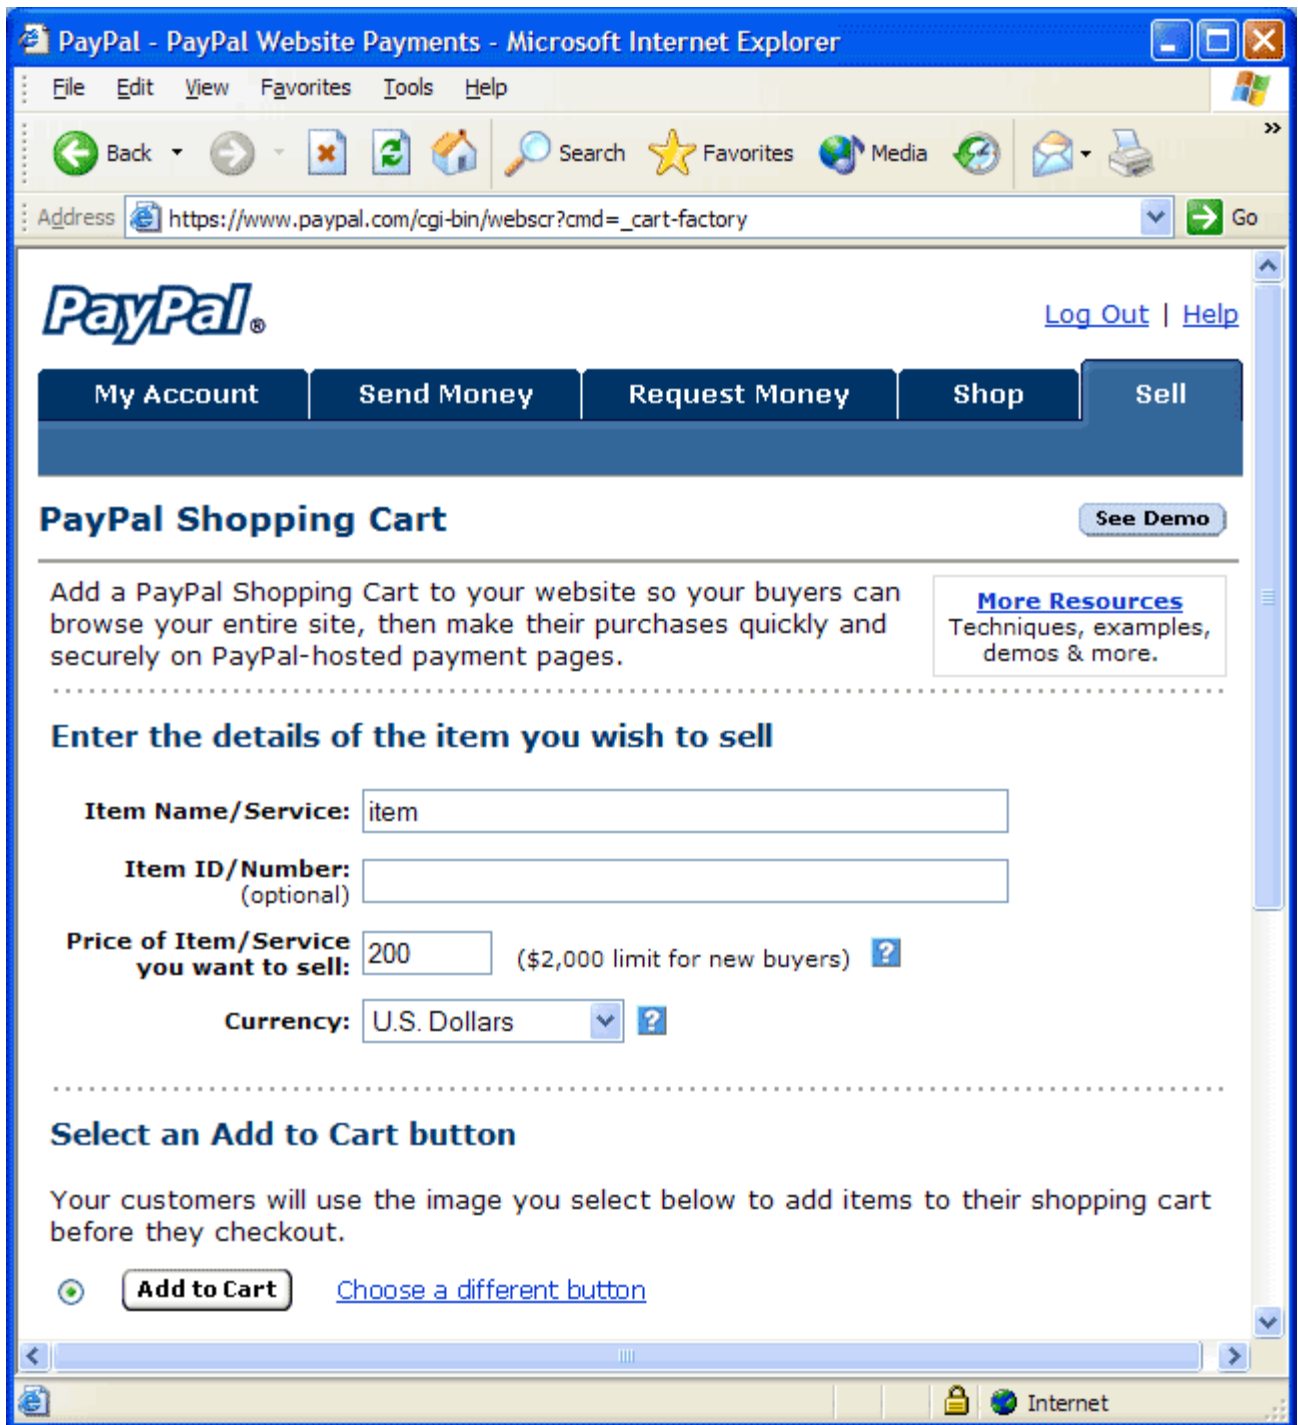 PayPal - PayPal Website Payments - Microsoft Internet Explorer
File Edit View Favorites Tools Help
Back Search Favorites Media »
Address https://www.paypal.com/cgi-bin/webscr?cmd=_cart-factory Go
PayPal®
Log Out | Help
My Account Send Money Request Money Shop Sell
PayPal Shopping Cart See Demo
Add a PayPal Shopping Cart to your website so your buyers can
browse your entire site, then make their purchases quickly and
securely on PayPal-hosted payment pages.
More Resources
Techniques, examples,
demos & more.
Enter the details of the item you wish to sell
Item Name/Service: item
Item ID/Number:
(optional)
Price of Item/Service
you want to sell: 200 ($2,000 limit for new buyers) ?
Currency: U.S. Dollars ?
Select an Add to Cart button
Your customers will use the image you select below to add items to their shopping cart
before they checkout.
Add to Cart Choose a different button
Internet